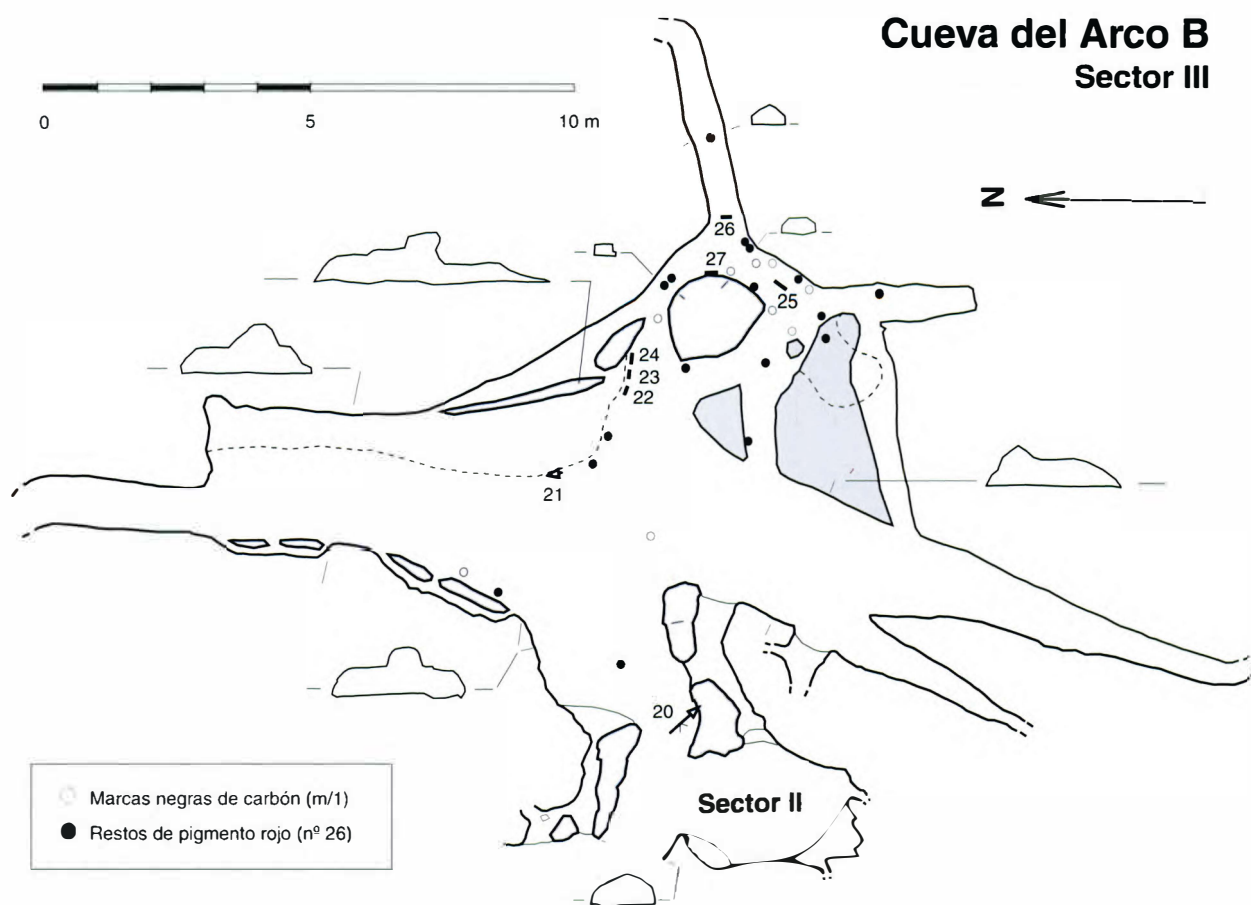 Cueva del Arco B
Sector III
0 5 10 m
N
26
27
25
24
23
22
21
20
Sector II
Marcas negras de carbón (m/1)
Restos de pigmento rojo (nº 26)